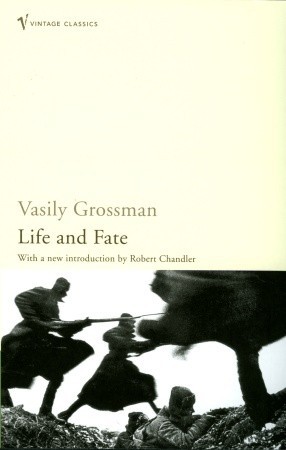 VINTAGE CLASSICS
Vasily Grossman
Life and Fate
With a new introduction by Robert Chandler